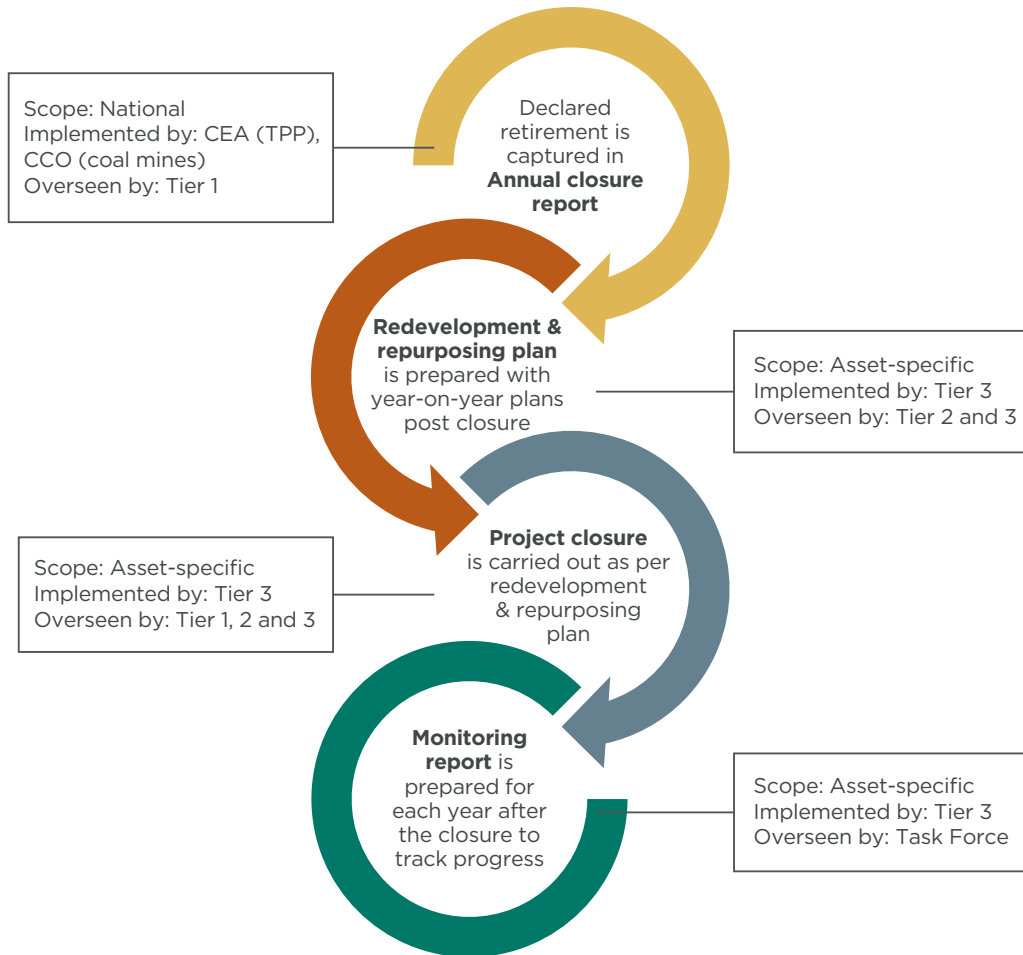 Scope: National
Implemented by: CEA (TPP),
CCO (coal mines)
Overseen by: Tier 1
Declared
retirement is
captured in
Annual closure
report
Redevelopment &
repurposing plan
is prepared with
year-on-year plans
post closure
Scope: Asset-specific
Implemented by: Tier 3
Overseen by: Tier 2 and 3
Project closure
is carried out as per
redevelopment
& repurposing
plan
Scope: Asset-specific
Implemented by: Tier 3
Overseen by: Tier 1, 2 and 3
Monitoring
report is
prepared for
each year after
the closure to
track progress
Scope: Asset-specific
Implemented by: Tier 3
Overseen by: Task Force